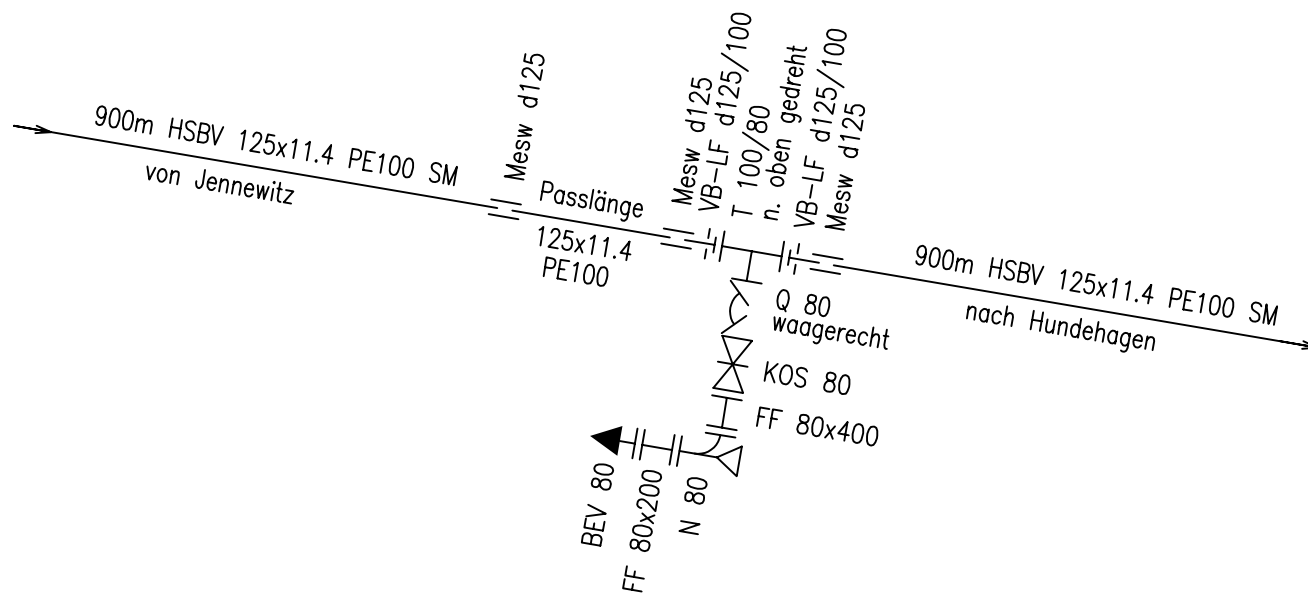 900m HSBV 125x11.4 PE100 SM
von Jennewitz
Mesw d125
Passlänge
125x11.4
PE100
Mesw d125
VB-LF d125/100
T 100/80
n. oben gedreht
VB-LF d125/100
Mesw d125
900m HSBV 125x11.4 PE100 SM
nach Hundehagen
Q 80
waagerecht
KOS 80
FF 80x400
BEV 80
FF 80x200
N 80